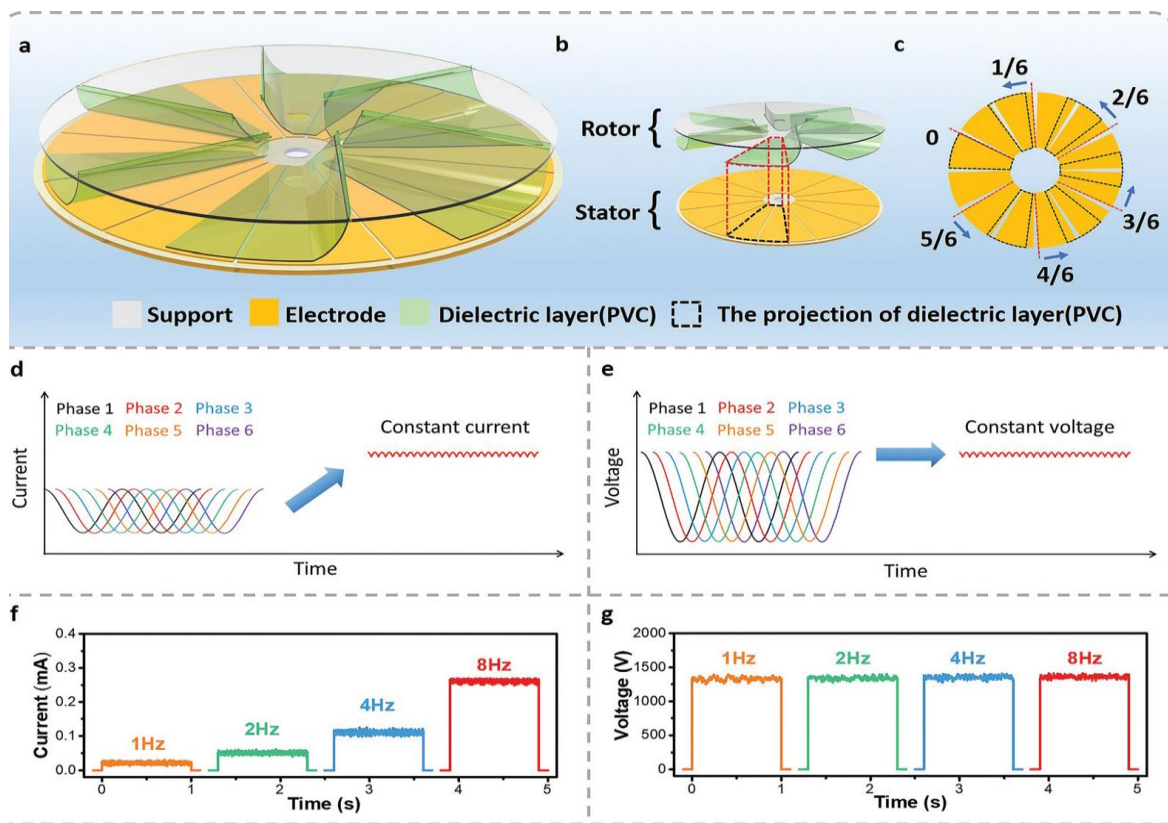 a
b
c
Rotor {
Stator {
0
1/6
2/6
3/6
4/6
5/6
Support
Electrode
Dielectric layer(PVC)
The projection of dielectric layer(PVC)
d
Current
Phase 1 Phase 2 Phase 3
Phase 4 Phase 5 Phase 6
Constant current
Time
e
Voltage
Phase 1 Phase 2 Phase 3
Phase 4 Phase 5 Phase 6
Constant voltage
Time
f
Current (mA)
0.4
0.3
0.2
0.1
0.0
1Hz
2Hz
4Hz
8Hz
0 1 2 3 4 5
Time (s)
g
Voltage (V)
2000
1500
1000
500
0
1Hz 2Hz 4Hz 8Hz
0 1 2 3 4 5
Time (s)